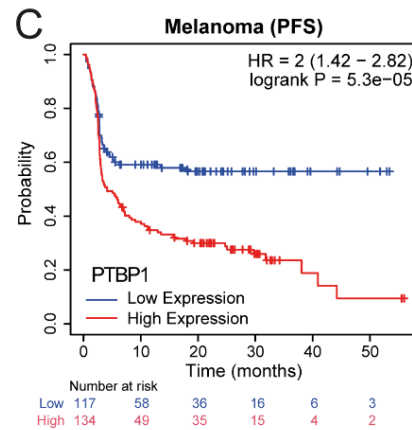 C
Melanoma (PFS)
HR = 2 (1.42 − 2.82)
logrank P = 5.3e−05
Probability
1.0
0.8
0.6
0.4
0.2
0.0
PTBP1
Low Expression
High Expression
0 10 20 30 40 50
Time (months)
Number at risk
Low 117 58 36 16 6 3
High 134 49 35 15 4 2